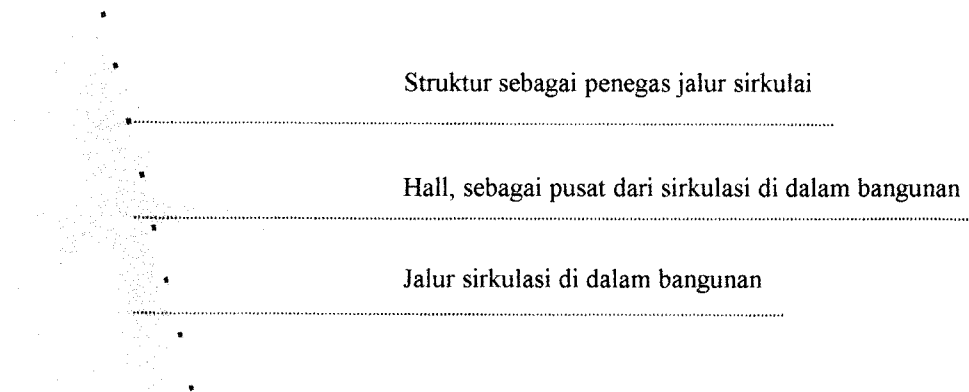 Struktur sebagai penegas jalur sirkulai
Hall, sebagai pusat dari sirkulasi di dalam bangunan
Jalur sirkulasi di dalam bangunan